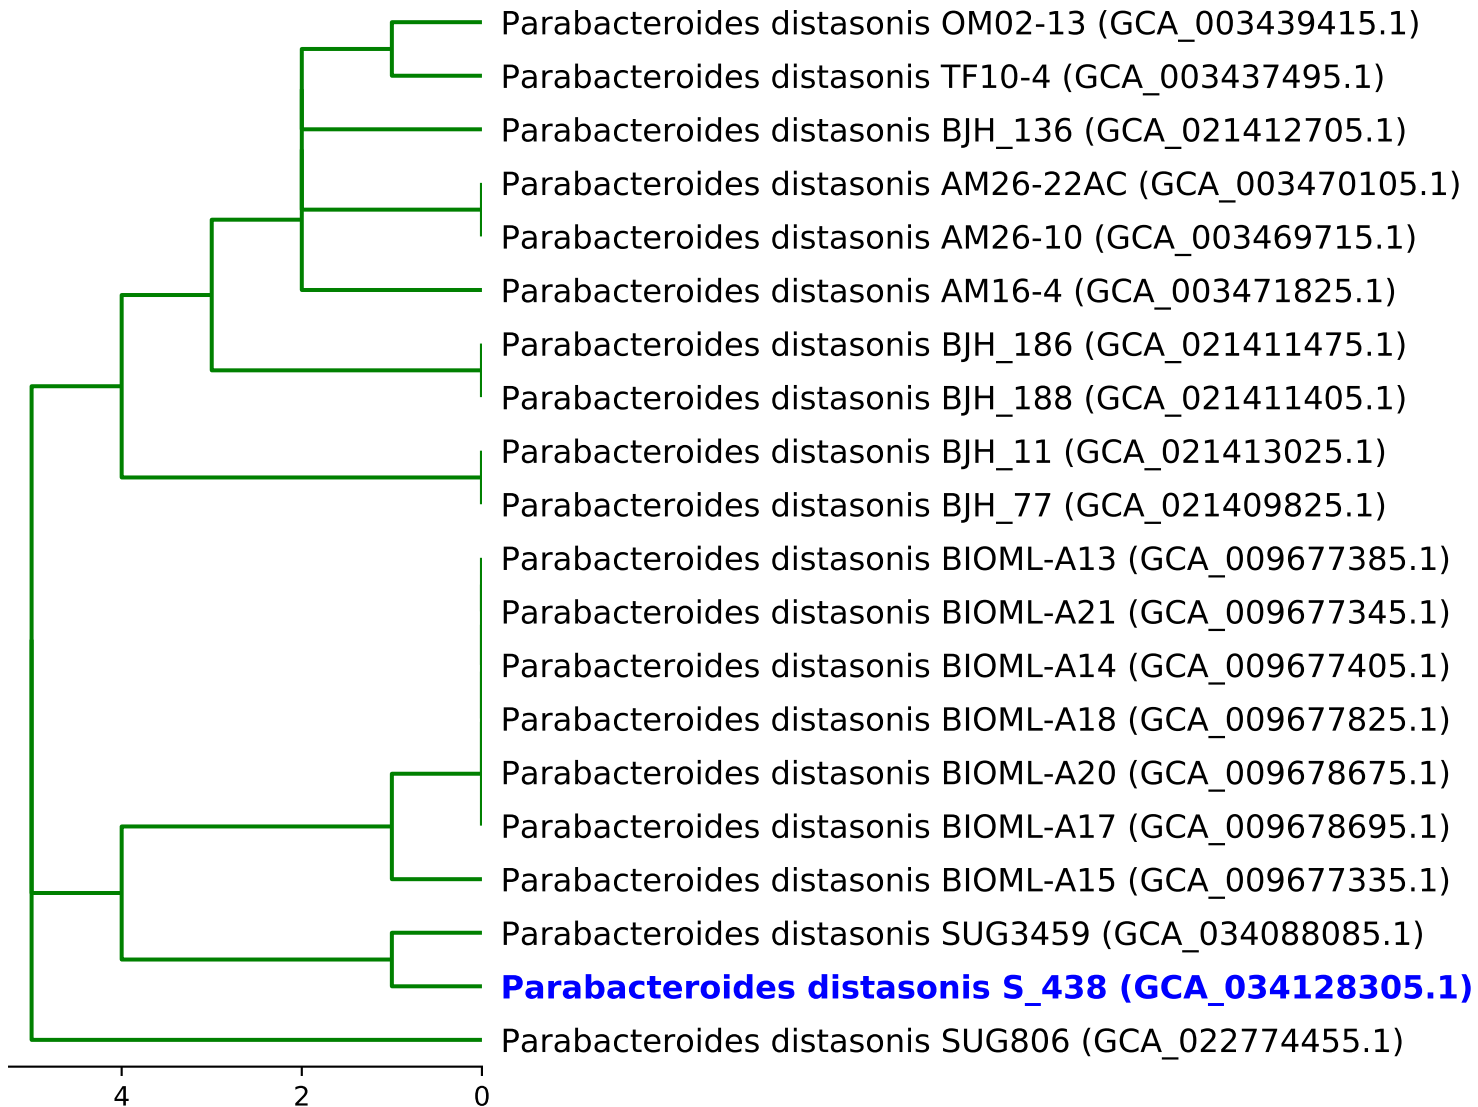 Parabacteroides distasonis OM02-13 (GCA_003439415.1)
Parabacteroides distasonis TF10-4 (GCA_003437495.1)
Parabacteroides distasonis BJH_136 (GCA_021412705.1)
Parabacteroides distasonis AM26-22AC (GCA_003470105.1)
Parabacteroides distasonis AM26-10 (GCA_003469715.1)
Parabacteroides distasonis AM16-4 (GCA_003471825.1)
Parabacteroides distasonis BJH_186 (GCA_021411475.1)
Parabacteroides distasonis BJH_188 (GCA_021411405.1)
Parabacteroides distasonis BJH_11 (GCA_021413025.1)
Parabacteroides distasonis BJH_77 (GCA_021409825.1)
Parabacteroides distasonis BIOML-A13 (GCA_009677385.1)
Parabacteroides distasonis BIOML-A21 (GCA_009677345.1)
Parabacteroides distasonis BIOML-A14 (GCA_009677405.1)
Parabacteroides distasonis BIOML-A18 (GCA_009677825.1)
Parabacteroides distasonis BIOML-A20 (GCA_009678675.1)
Parabacteroides distasonis BIOML-A17 (GCA_009678695.1)
Parabacteroides distasonis BIOML-A15 (GCA_009677335.1)
Parabacteroides distasonis SUG3459 (GCA_034088085.1)
Parabacteroides distasonis S_438 (GCA_034128305.1)
Parabacteroides distasonis SUG806 (GCA_022774455.1)
4 2 0